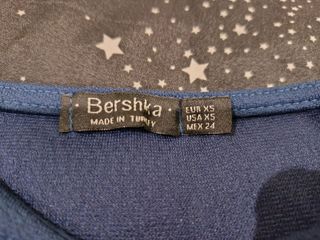 Bershka
MADE IN TURKEY
EUR XS
USA XS
MEX 24